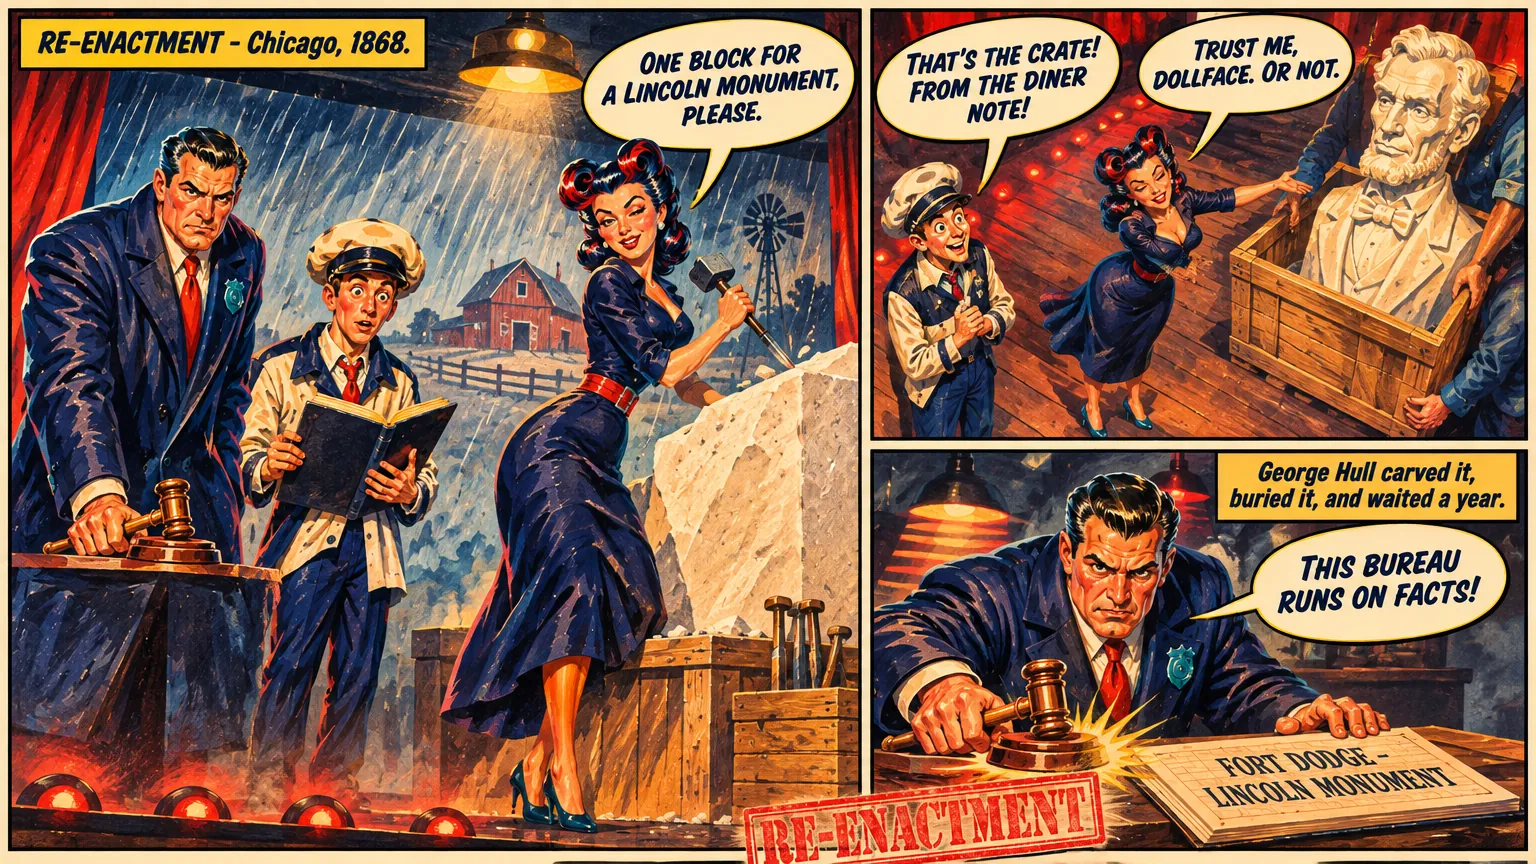 RE-ENACTMENT - Chicago, 1868.
ONE BLOCK FOR
A LINCOLN MONUMENT,
PLEASE.
THAT'S THE CRATE!
FROM THE DINER
NOTE!
TRUST ME,
DOLLFACE. OR NOT.
George Hull carved it,
buried it, and waited a year.
THIS BUREAU
RUNS ON FACTS!
FORT DODGE -
LINCOLN MONUMENT
RE-ENACTMENT